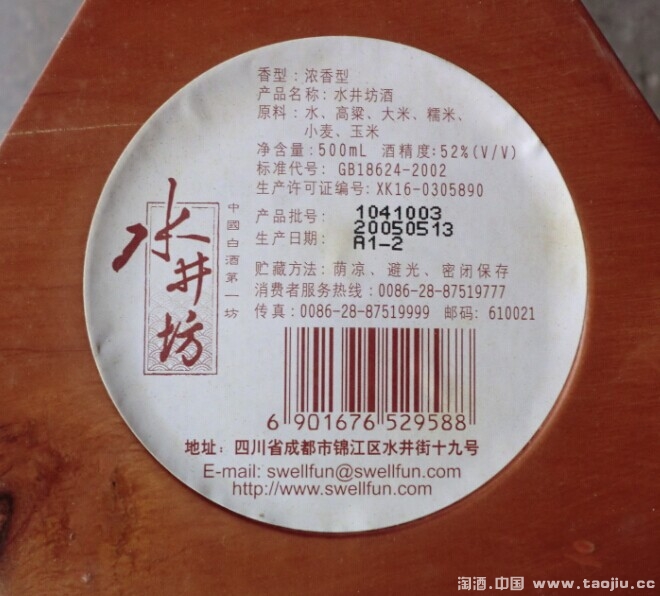 香型：浓香型
产品名称：水井坊酒
原料：水、高粱、大米、糯米、
小麦、玉米
净含量：500mL 酒精度：52%(V/V)
标准代号：GB18624-2002
生产许可证编号：XK16-0305890
产品批号：1041003
生产日期：20050513
A1-2
贮藏方法：荫凉、避光、密闭保存
消费者服务热线：0086-28-87519777
传真：0086-28-87519999 邮码：610021
水井坊
中國白酒第一坊
6 901676 529588
地址：四川省成都市锦江区水井街十九号
E-mail: swellfun@swellfun.com
http://www.swellfun.com
淘酒.中国 www.taojiu.cc